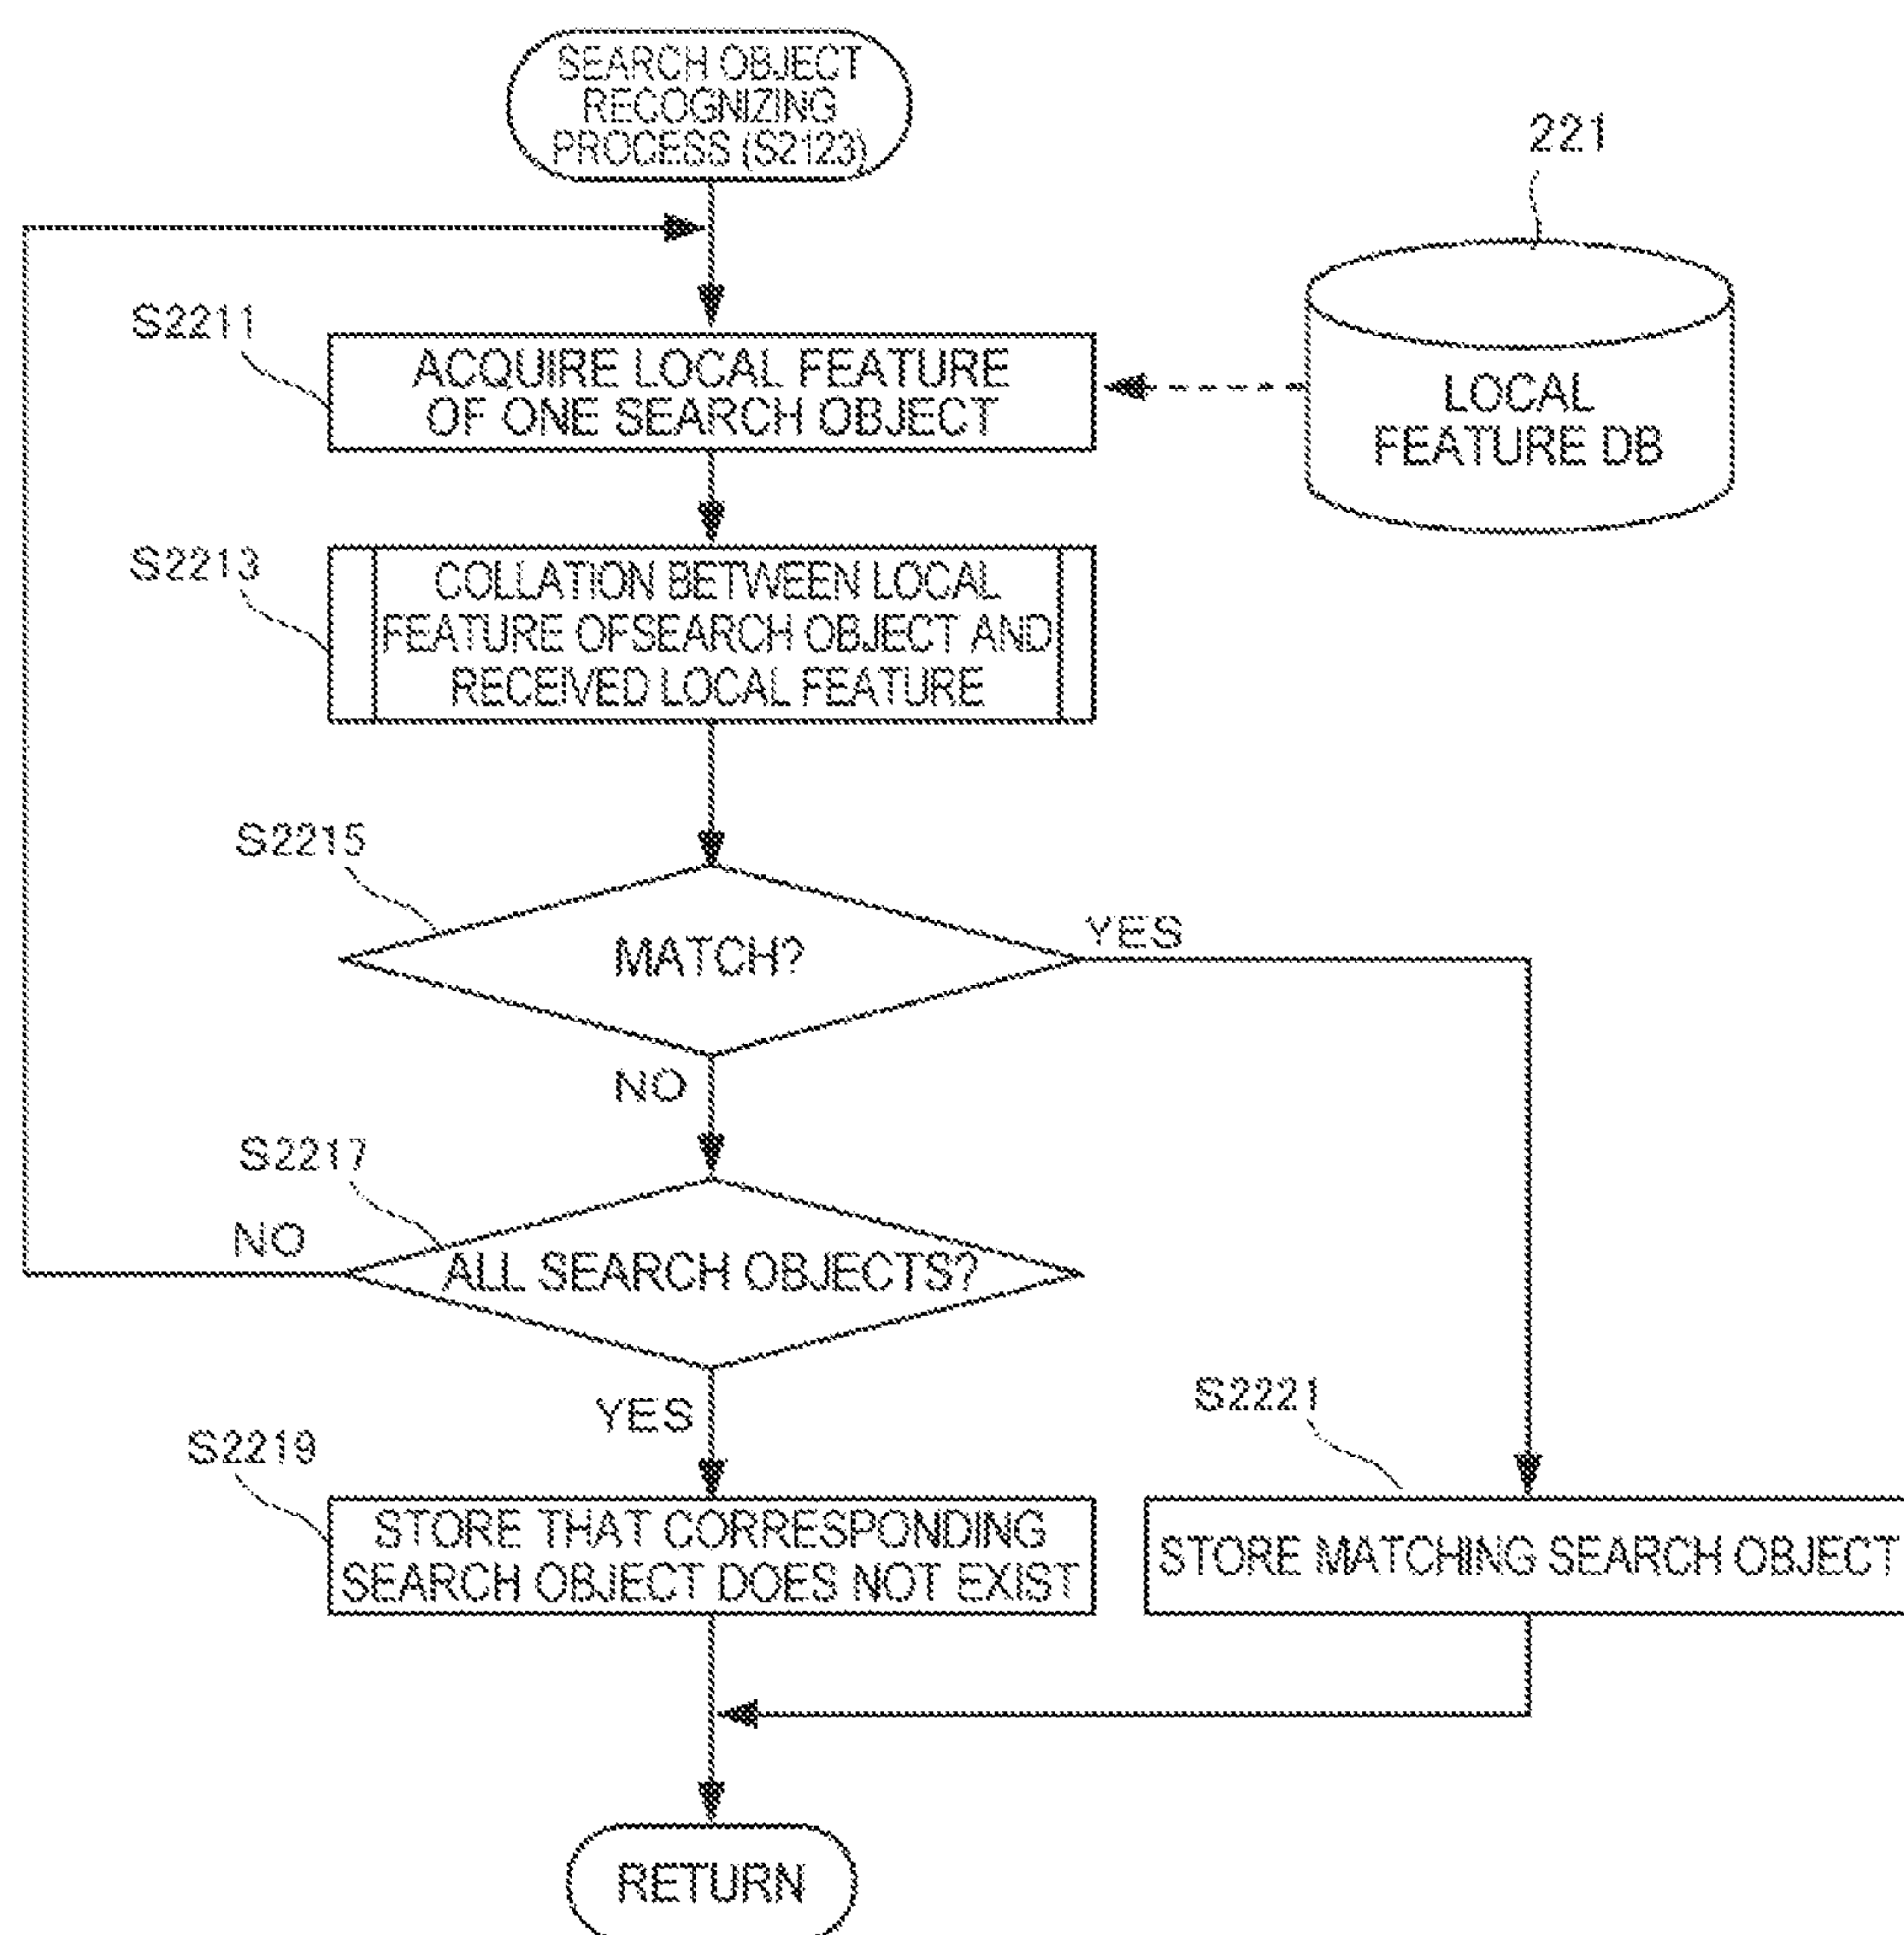 SEARCH OBJECT
RECOGNIZING
PROCESS (S2123)
221
S2211
ACQUIRE LOCAL FEATURE
OF ONE SEARCH OBJECT
LOCAL
FEATURE DB
S2213
COLLATION BETWEEN LOCAL
FEATURE OFSEARCH OBJECT AND
RECEIVED LOCAL FEATURE
S2215
MATCH?
YES
NO
S2217
NO
ALL SEARCH OBJECTS?
YES
S2219
STORE THAT CORRESPONDING
SEARCH OBJECT DOES NOT EXIST
S2221
STORE MATCHING SEARCH OBJECT
RETURN